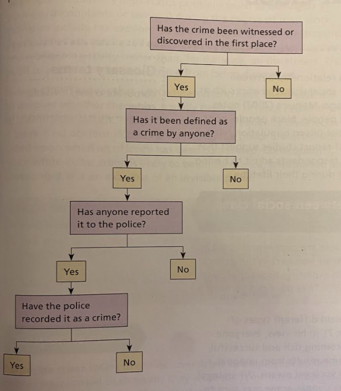 Has the crime been witnessed or
discovered in the first place?
Yes
No
Has it been defined as
a crime by anyone?
Yes
No
Has anyone reported
it to the police?
Yes
No
Have the police
recorded it as a crime?
Yes
No